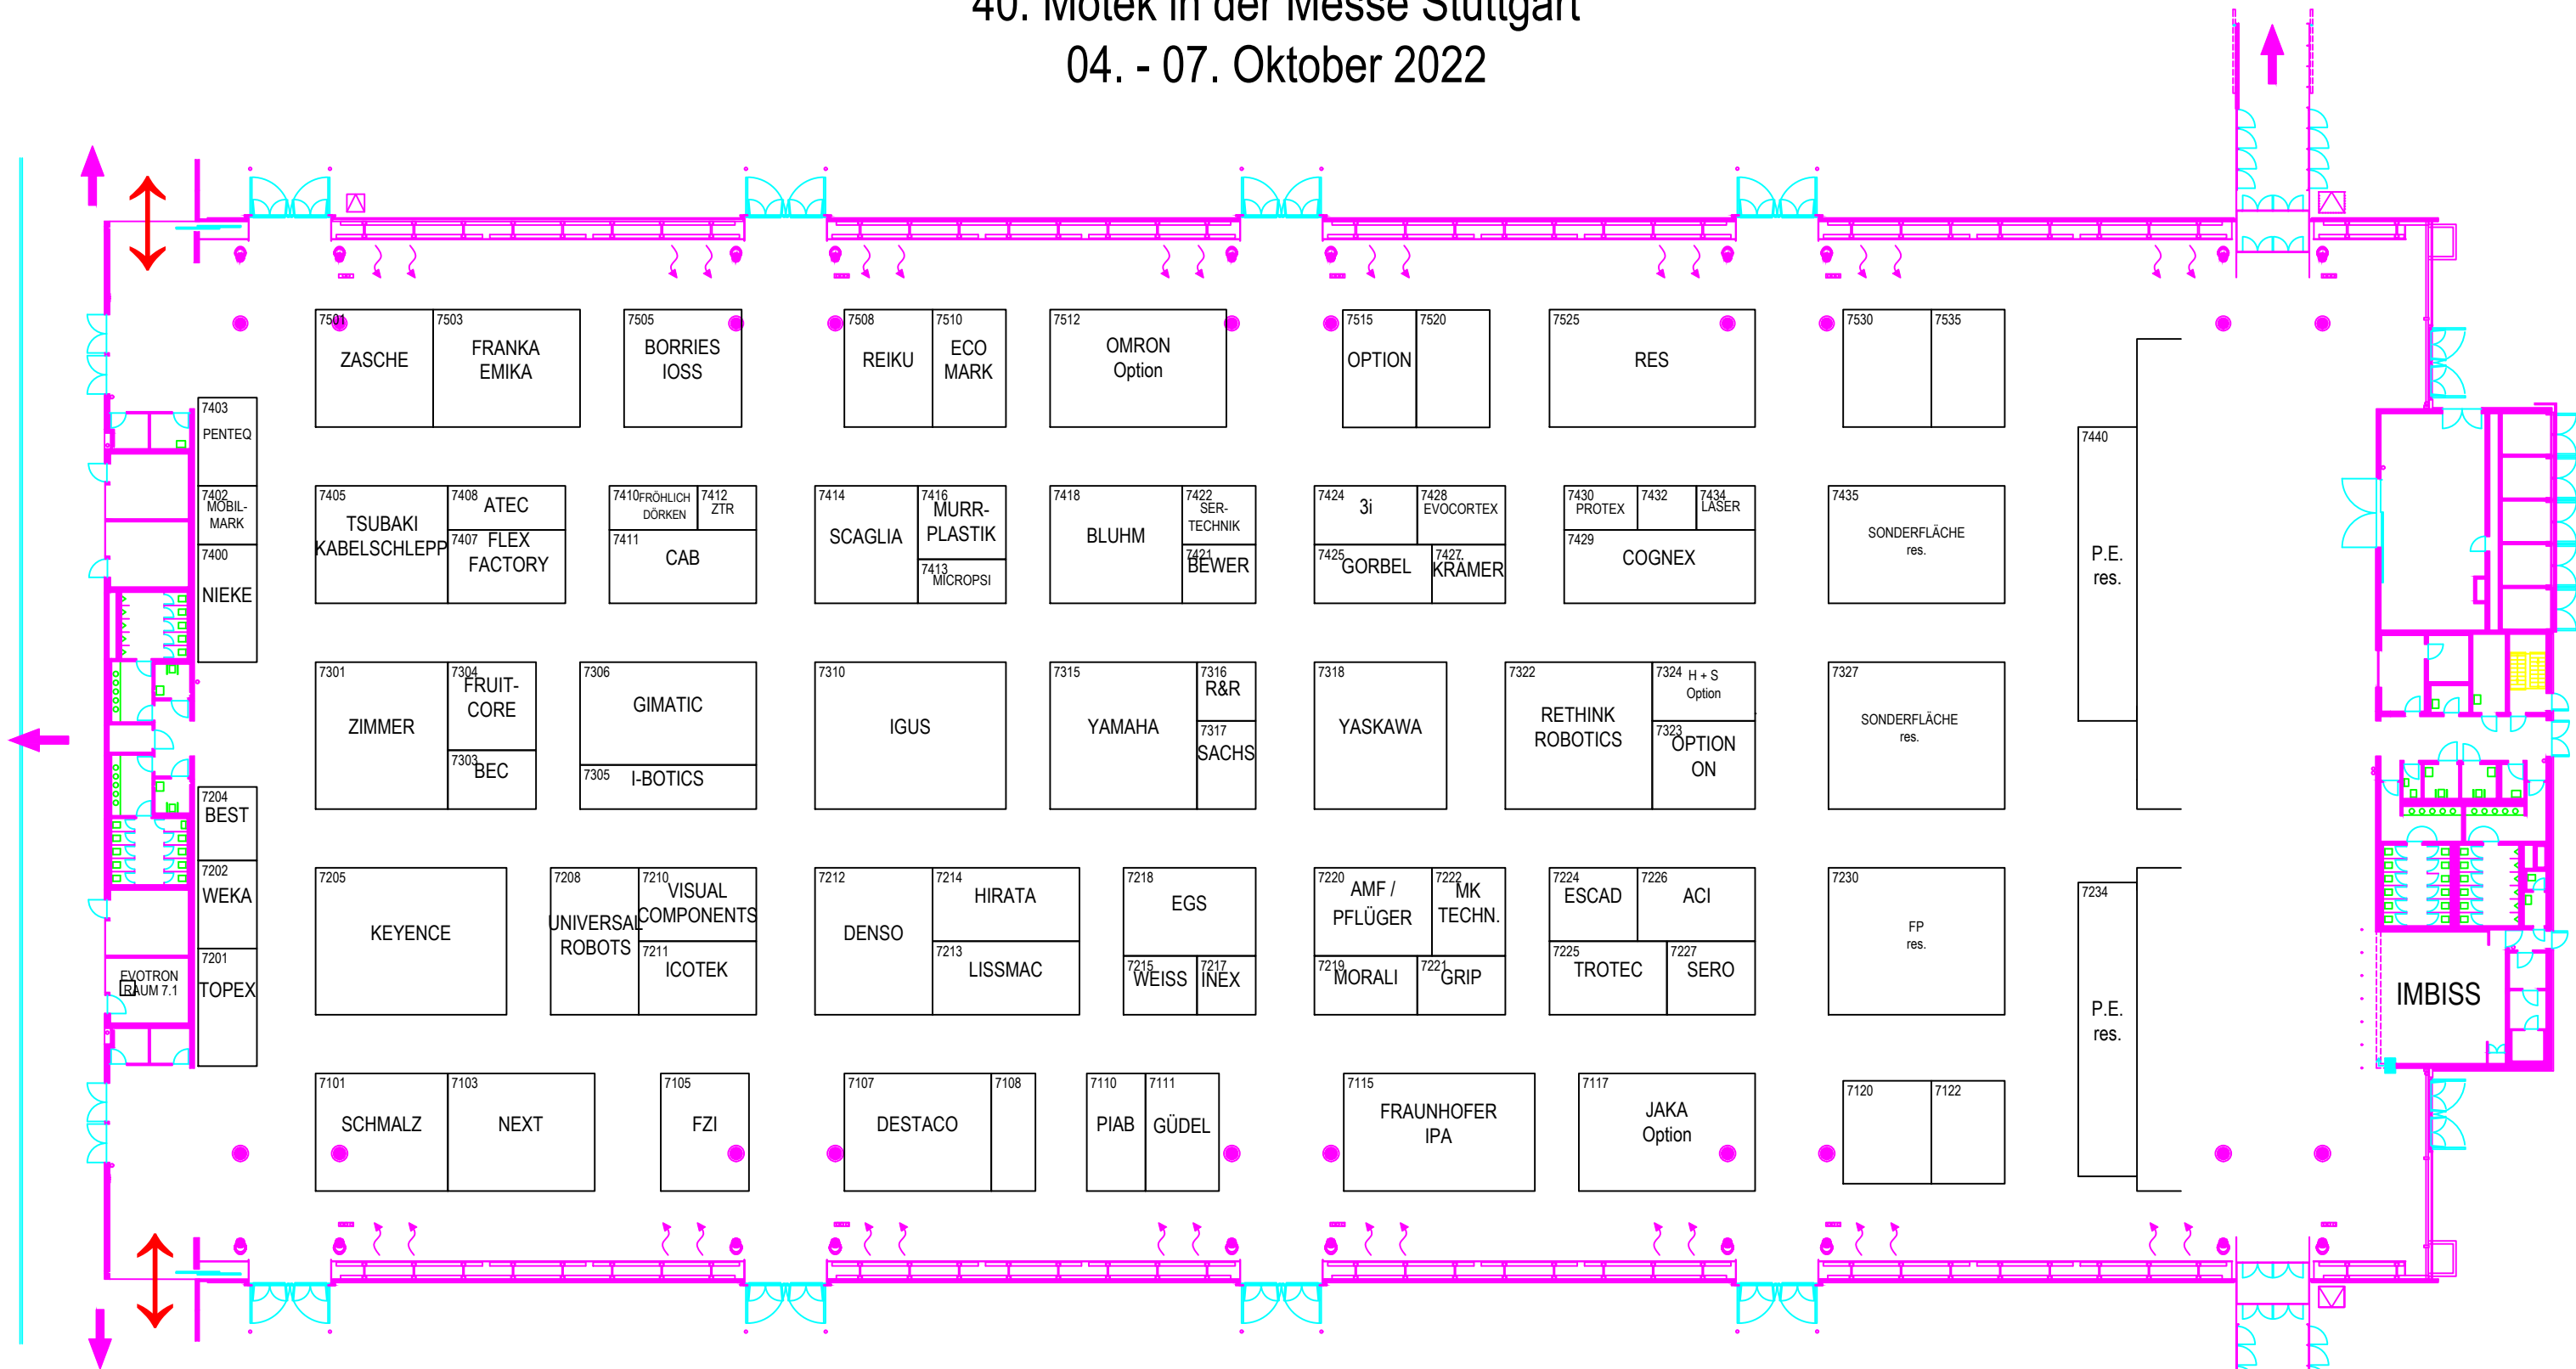 40. Motek in der Messe Stuttgart
04. - 07. Oktober 2022
7501
ZASCHE
7503
FRANKA
EMIKA
7505
BORRIES
IOSS
7508
REIKU
7510
ECO
MARK
7512
OMRON
Option
7515
OPTION
7520
7525
RES
7530
7535
7403
PENTEQ
7402
MOBIL-
MARK
7400
NIEKE
7405
TSUBAKI
KABELSCHLEPP
7408
ATEC
7407
FLEX
FACTORY
7410
FRÖHLICH
DÖRKEN
7412
ZTR
7411
CAB
7414
SCAGLIA
7416
MURR-
PLASTIK
7413
MICROPSI
7418
BLUHM
7422
SER-
TECHNIK
7421
BEWER
7424
3i
7428
EVOCORTEX
7425
GORBEL
7427
KRÄMER
7430
PROTEX
7432
7434
LASER
7429
COGNEX
7435
SONDERFLÄCHE
res.
7440
P.E.
res.
7301
ZIMMER
7304
FRUIT-
CORE
7303
BEC
7306
GIMATIC
7305
I-BOTICS
7310
IGUS
7315
YAMAHA
7316
R&R
7317
SACHS
7318
YASKAWA
7322
RETHINK
ROBOTICS
7324
H + S
Option
7323
OPTION
ON
7327
SONDERFLÄCHE
res.
7204
BEST
7202
WEKA
7201
TOPEX
EVOTRON
RAUM 7.1
7205
KEYENCE
7208
UNIVERSAL
ROBOTS
7210
VISUAL
COMPONENTS
7211
ICOTEK
7212
DENSO
7214
HIRATA
7213
LISSMAC
7218
EGS
7215
WEISS
7217
INEX
7220
AMF /
PFLÜGER
7222
MK
TECHN.
7219
MORALI
7221
GRIP
7224
ESCAD
7226
ACI
7225
TROTEC
7227
SERO
7230
FP
res.
7234
P.E.
res.
IMBISS
7101
SCHMALZ
7103
NEXT
7105
FZI
7107
DESTACO
7108
7110
PIAB
7111
GÜDEL
7115
FRAUNHOFER
IPA
7117
JAKA
Option
7120
7122